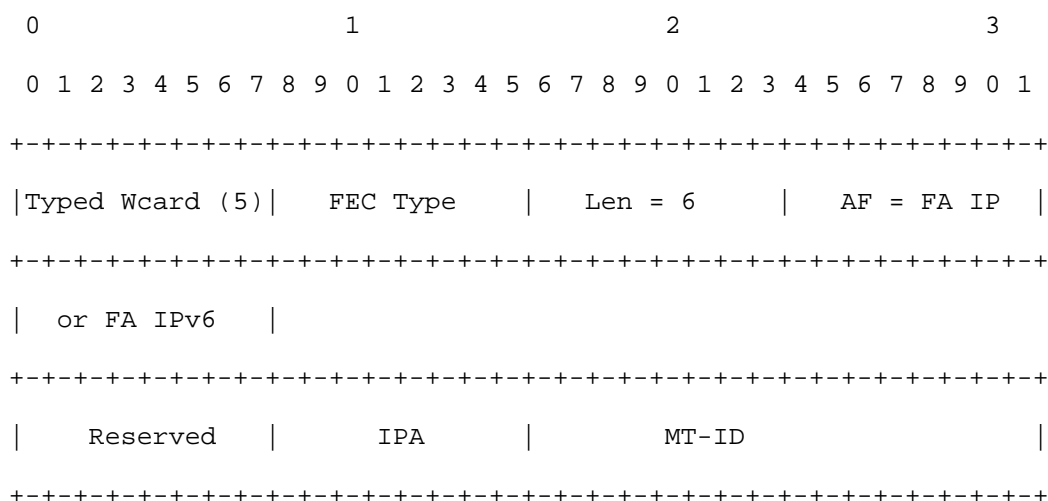 0                   1                   2                   3
0 1 2 3 4 5 6 7 8 9 0 1 2 3 4 5 6 7 8 9 0 1 2 3 4 5 6 7 8 9 0 1
+-+-+-+-+-+-+-+-+-+-+-+-+-+-+-+-+-+-+-+-+-+-+-+-+-+-+-+-+-+-+-+-+
|Typed Wcard (5)|   FEC Type    |   Len = 6     |   AF = FA IP  |
+-+-+-+-+-+-+-+-+-+-+-+-+-+-+-+-+-+-+-+-+-+-+-+-+-+-+-+-+-+-+-+-+
|  or FA IPv6   |
+-+-+-+-+-+-+-+-+-+-+-+-+-+-+-+-+-+-+-+-+-+-+-+-+-+-+-+-+-+-+-+-+
|    Reserved   |      IPA      |        MT-ID                  |
+-+-+-+-+-+-+-+-+-+-+-+-+-+-+-+-+-+-+-+-+-+-+-+-+-+-+-+-+-+-+-+-+